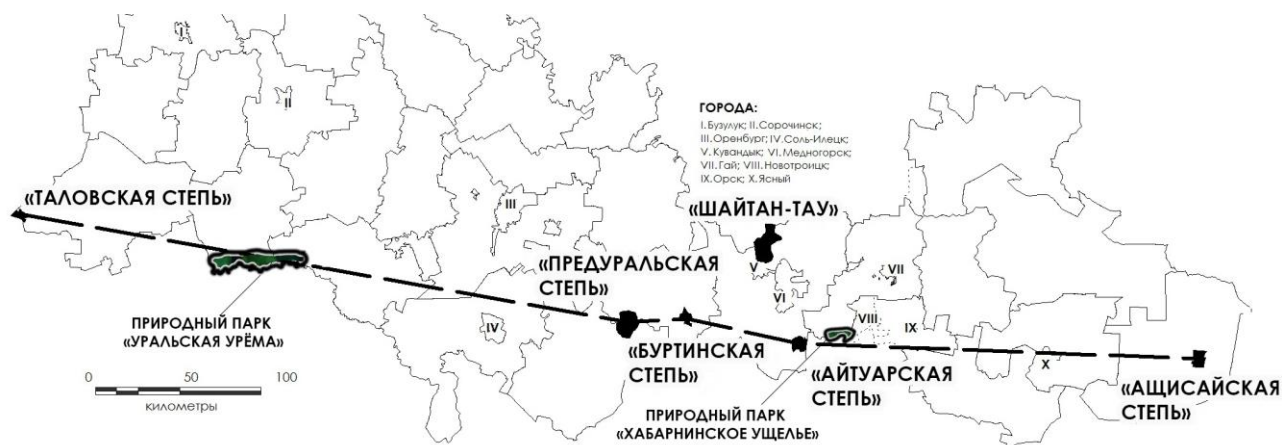 I
II
ГОРОДА:
I.Бузулук; II.Сорочинск;
III.Оренбург; IV.Соль-Илецк;
V.Кувандык; VI.Медногорск;
VII.Гай; VIII.Новотроицк;
IX.Орск; X.Ясный
«ТАЛОВСКАЯ СТЕПЬ»
III
«ШАЙТАН-ТАУ»
«ПРЕДУРАЛЬСКАЯ
СТЕПЬ»
V
VII
VI
ПРИРОДНЫЙ ПАРК
«УРАЛЬСКАЯ УРЁМА»
IV
VIII
IX
«БУРТИНСКАЯ
СТЕПЬ»
X
«АЙТУАРСКАЯ
СТЕПЬ»
«АЩИСАЙСКАЯ
СТЕПЬ»
0 50 100
километры
ПРИРОДНЫЙ ПАРК
«ХАБАРНИНСКОЕ УЩЕЛЬЕ»